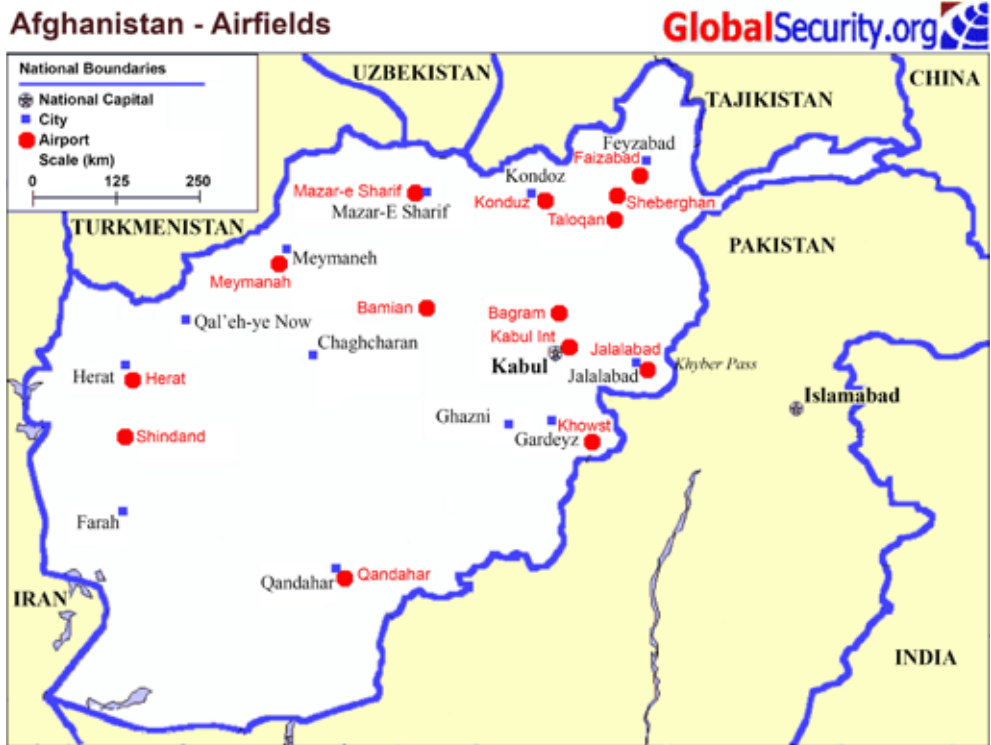 Afghanistan - Airfields
GlobalSecurity.org
National Boundaries
National Capital
City
Airport
Scale (km)
0 125 250
UZBEKISTAN
CHINA
TAJIKISTAN
Feyzabad
Faizabad
Kondoz
Mazar-e Sharif
Konduz
Sheberghan
Mazar-E Sharif
Taloqan
TURKMENISTAN
PAKISTAN
Meymaneh
Meymanah
Bamian
Bagram
Qal'eh-ye Now
Kabul Int
Chaghcharan
Jalalabad
Kabul
Khyber Pass
Herat
Herat
Jalalabad
Islamabad
Ghazni
Khowst
Shindand
Gardeyz
Farah
Qandahar
Qandahar
IRAN
INDIA